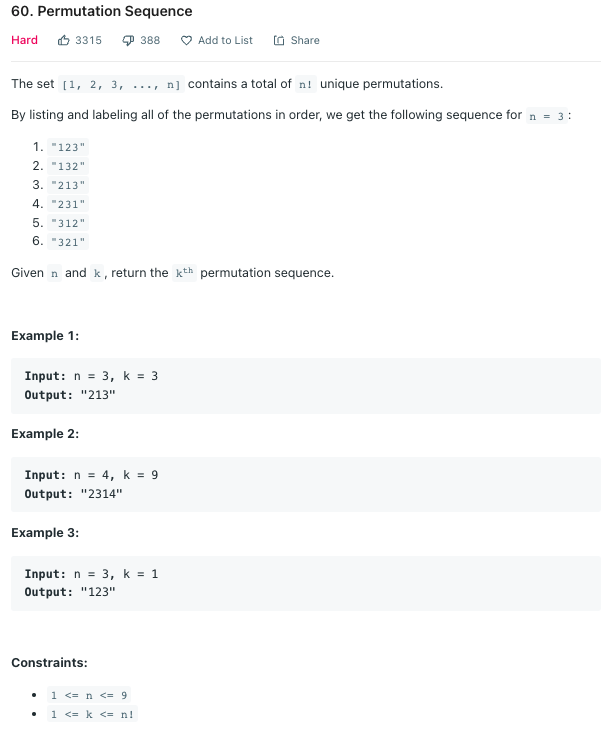 60. Permutation Sequence
Hard 3315 388 Add to List Share
The set [1, 2, 3, ..., n] contains a total of n! unique permutations.
By listing and labeling all of the permutations in order, we get the following sequence for n = 3:
1. "123"
2. "132"
3. "213"
4. "231"
5. "312"
6. "321"
Given n and k, return the kth permutation sequence.
Example 1:
Input: n = 3, k = 3
Output: "213"
Example 2:
Input: n = 4, k = 9
Output: "2314"
Example 3:
Input: n = 3, k = 1
Output: "123"
Constraints:
• 1 <= n <= 9
• 1 <= k <= n!